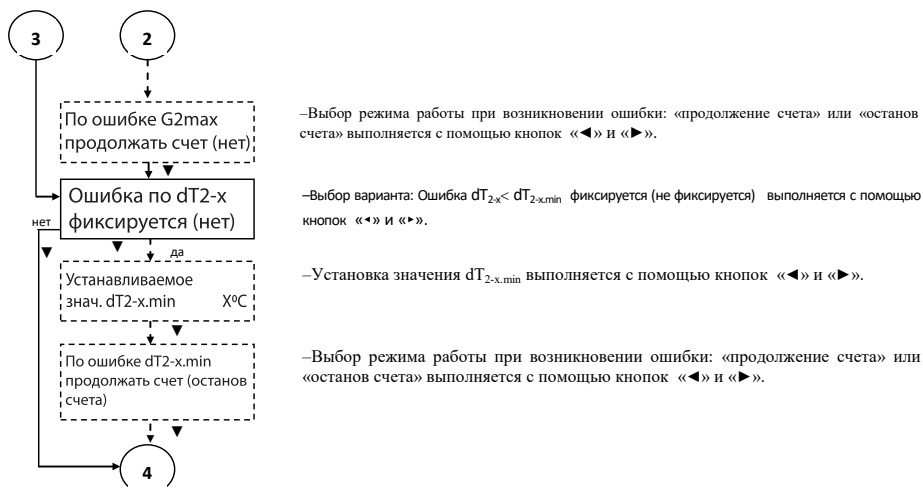 3
2
По ошибке G2max
продолжать счет (нет)
▼
–Выбор режима работы при возникновении ошибки: «продолжение счета» или «останов
счета» выполняется с помощью кнопок «◄» и «►».
Ошибка по dT2-x
фиксируется (нет)
нет
▼
▼
да
–Выбор варианта: Ошибка dT2-x< dT2-x.min фиксируется (не фиксируется) выполняется с помощью
кнопок «◄» и «►».
Устанавливаемое
знач. dT2-x.min X⁰C
▼
–Установка значения dT2-x.min выполняется с помощью кнопок «◄» и «►».
По ошибке dT2-x.min
продолжать счет (останов
счета)
▼
–Выбор режима работы при возникновении ошибки: «продолжение счета» или
«останов счета» выполняется с помощью кнопок «◄» и «►».
4